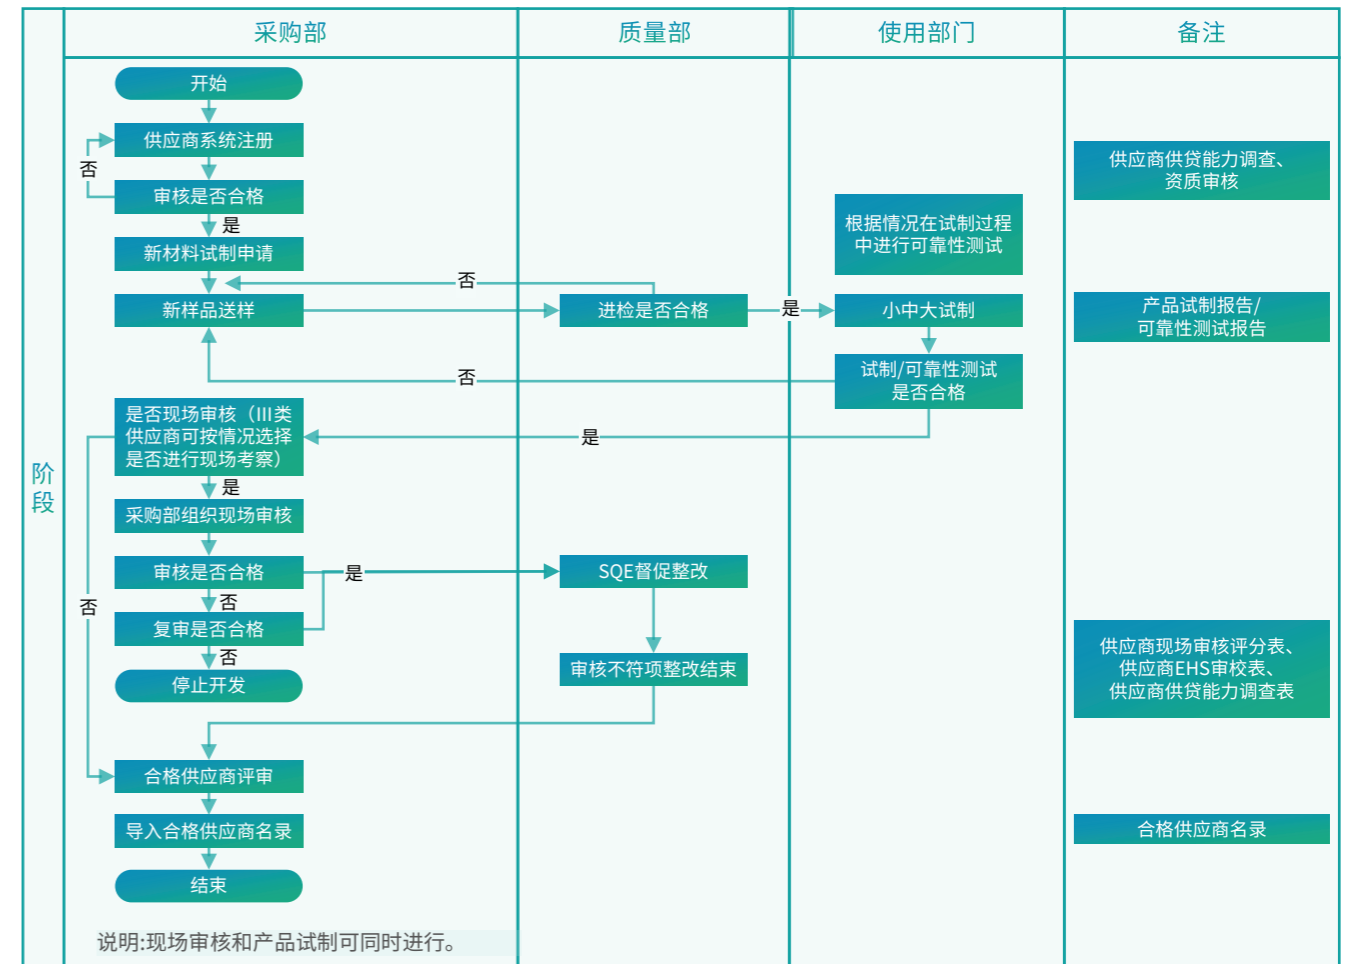 采购部
质量部
使用部门
备注
阶
段
开始
供应商系统注册
否
审核是否合格
是
新材料试制申请
否
新样品送样
进检是否合格
是
根据情况在试制过程
中进行可靠性测试
小中大试制
试制/可靠性测试
是否合格
否
是否现场审核（III类
供应商可按情况选择
是否进行现场考察）
是
是
采购部组织现场审核
审核是否合格
是
否
否
复审是否合格
否
停止开发
SQE督促整改
审核不符项整改结束
合格供应商评审
导入合格供应商名录
结束
供应商供贷能力调查、
资质审核
产品试制报告/
可靠性测试报告
供应商现场审核评分表、
供应商EHS审校表、
供应商供贷能力调查表
合格供应商名录
说明:现场审核和产品试制可同时进行。